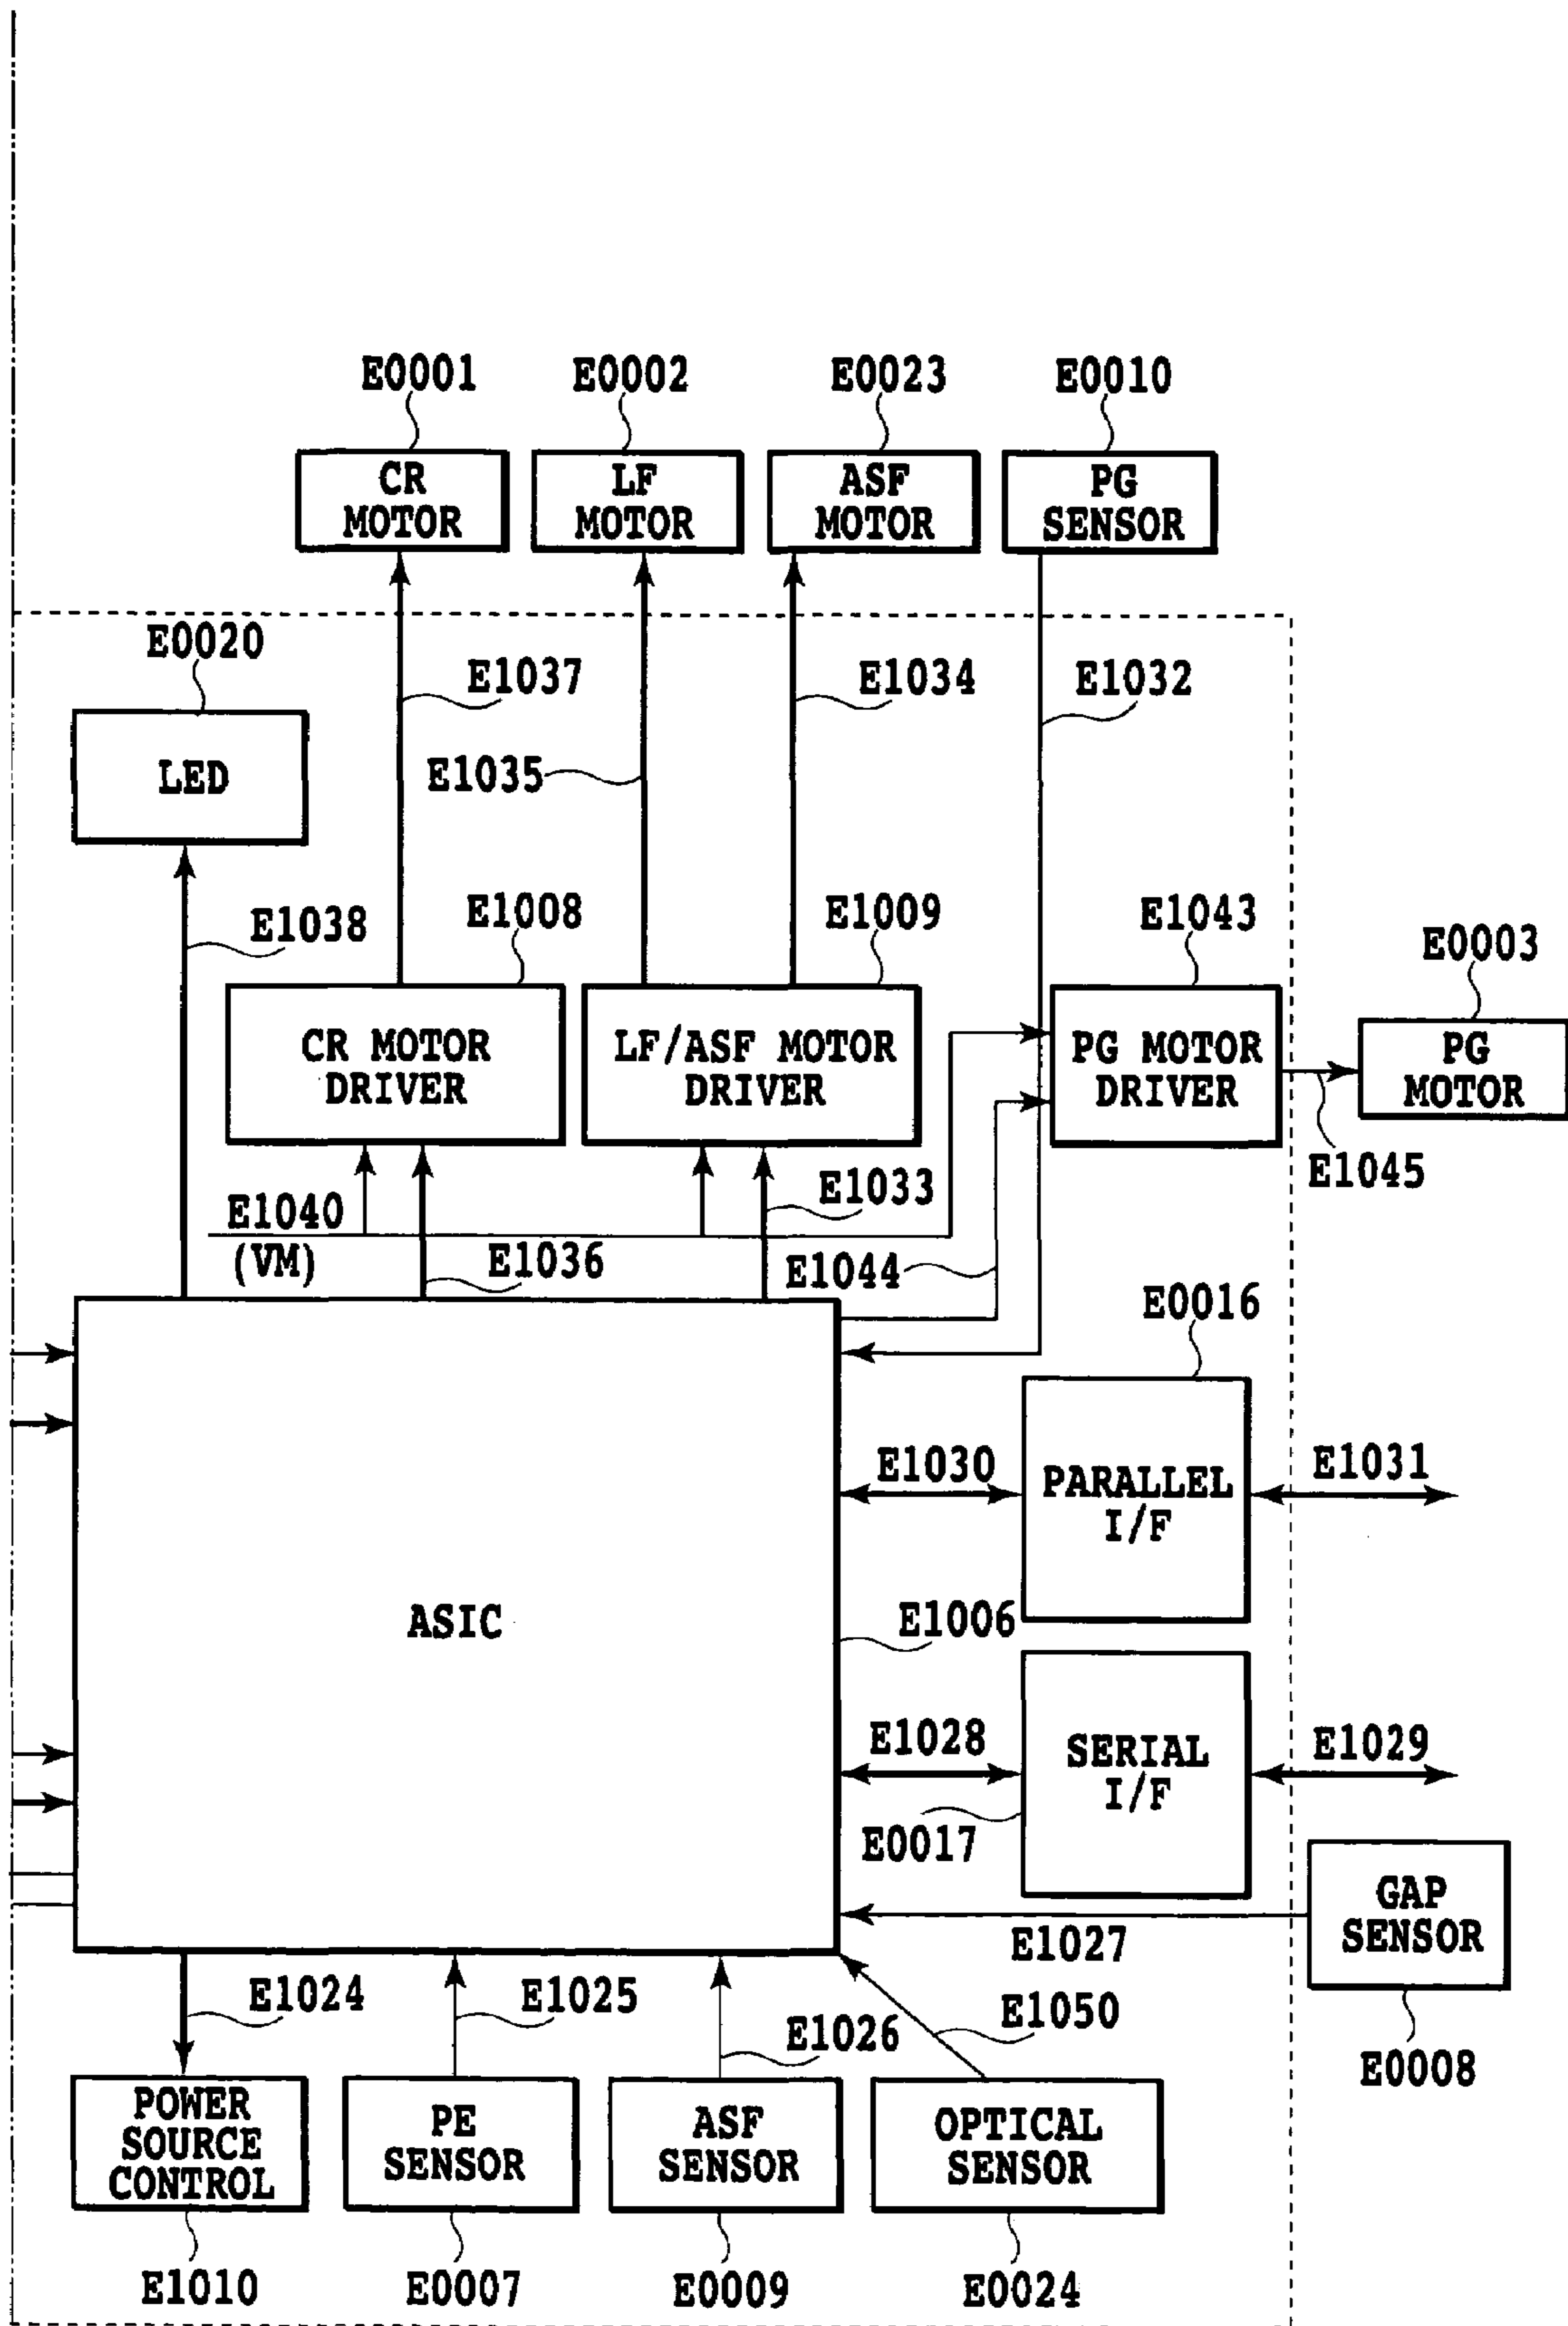 E0001
E0002
E0023
E0010
CR
MOTOR
LF
MOTOR
ASF
MOTOR
PG
SENSOR
E0020
E1037
E1034
E1032
LED
E1035
E1038
E1008
E1009
E1043
E0003
CR MOTOR
DRIVER
LF/ASF MOTOR
DRIVER
PG MOTOR
DRIVER
PG
MOTOR
E1045
E1040
(VM)
E1036
E1033
E1044
E0016
E1030
PARALLEL
I/F
E1031
ASIC
E1006
E1028
SERIAL
I/F
E1029
E0017
GAP
SENSOR
E1027
E0008
E1024
E1025
E1026
E1050
POWER
SOURCE
CONTROL
PE
SENSOR
ASF
SENSOR
OPTICAL
SENSOR
E1010
E0007
E0009
E0024